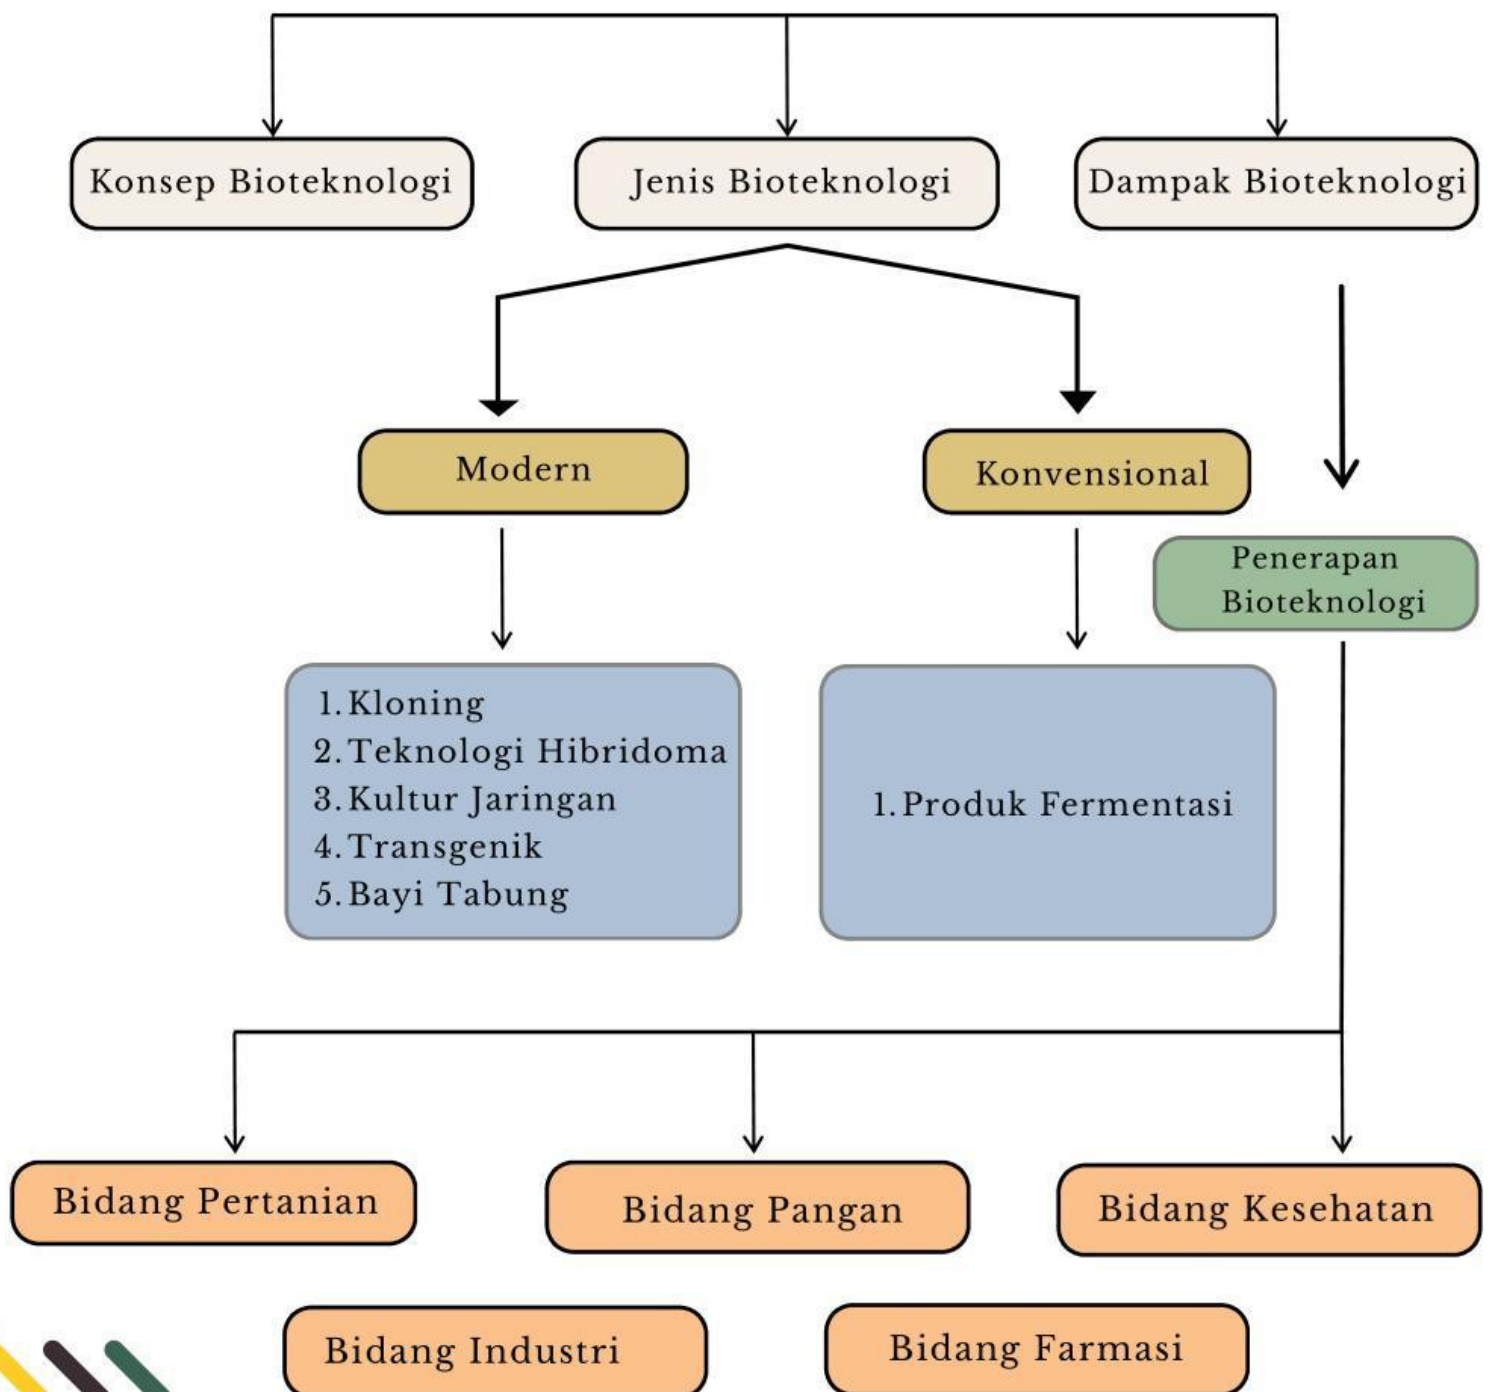 Konsep Bioteknologi
Jenis Bioteknologi
Dampak Bioteknologi
Modern
Konvensional
Penerapan
Bioteknologi
1. Kloning
2. Teknologi Hibridoma
3. Kultur Jaringan
4. Transgenik
5. Bayi Tabung
1. Produk Fermentasi
Bidang Pertanian
Bidang Pangan
Bidang Kesehatan
Bidang Industri
Bidang Farmasi